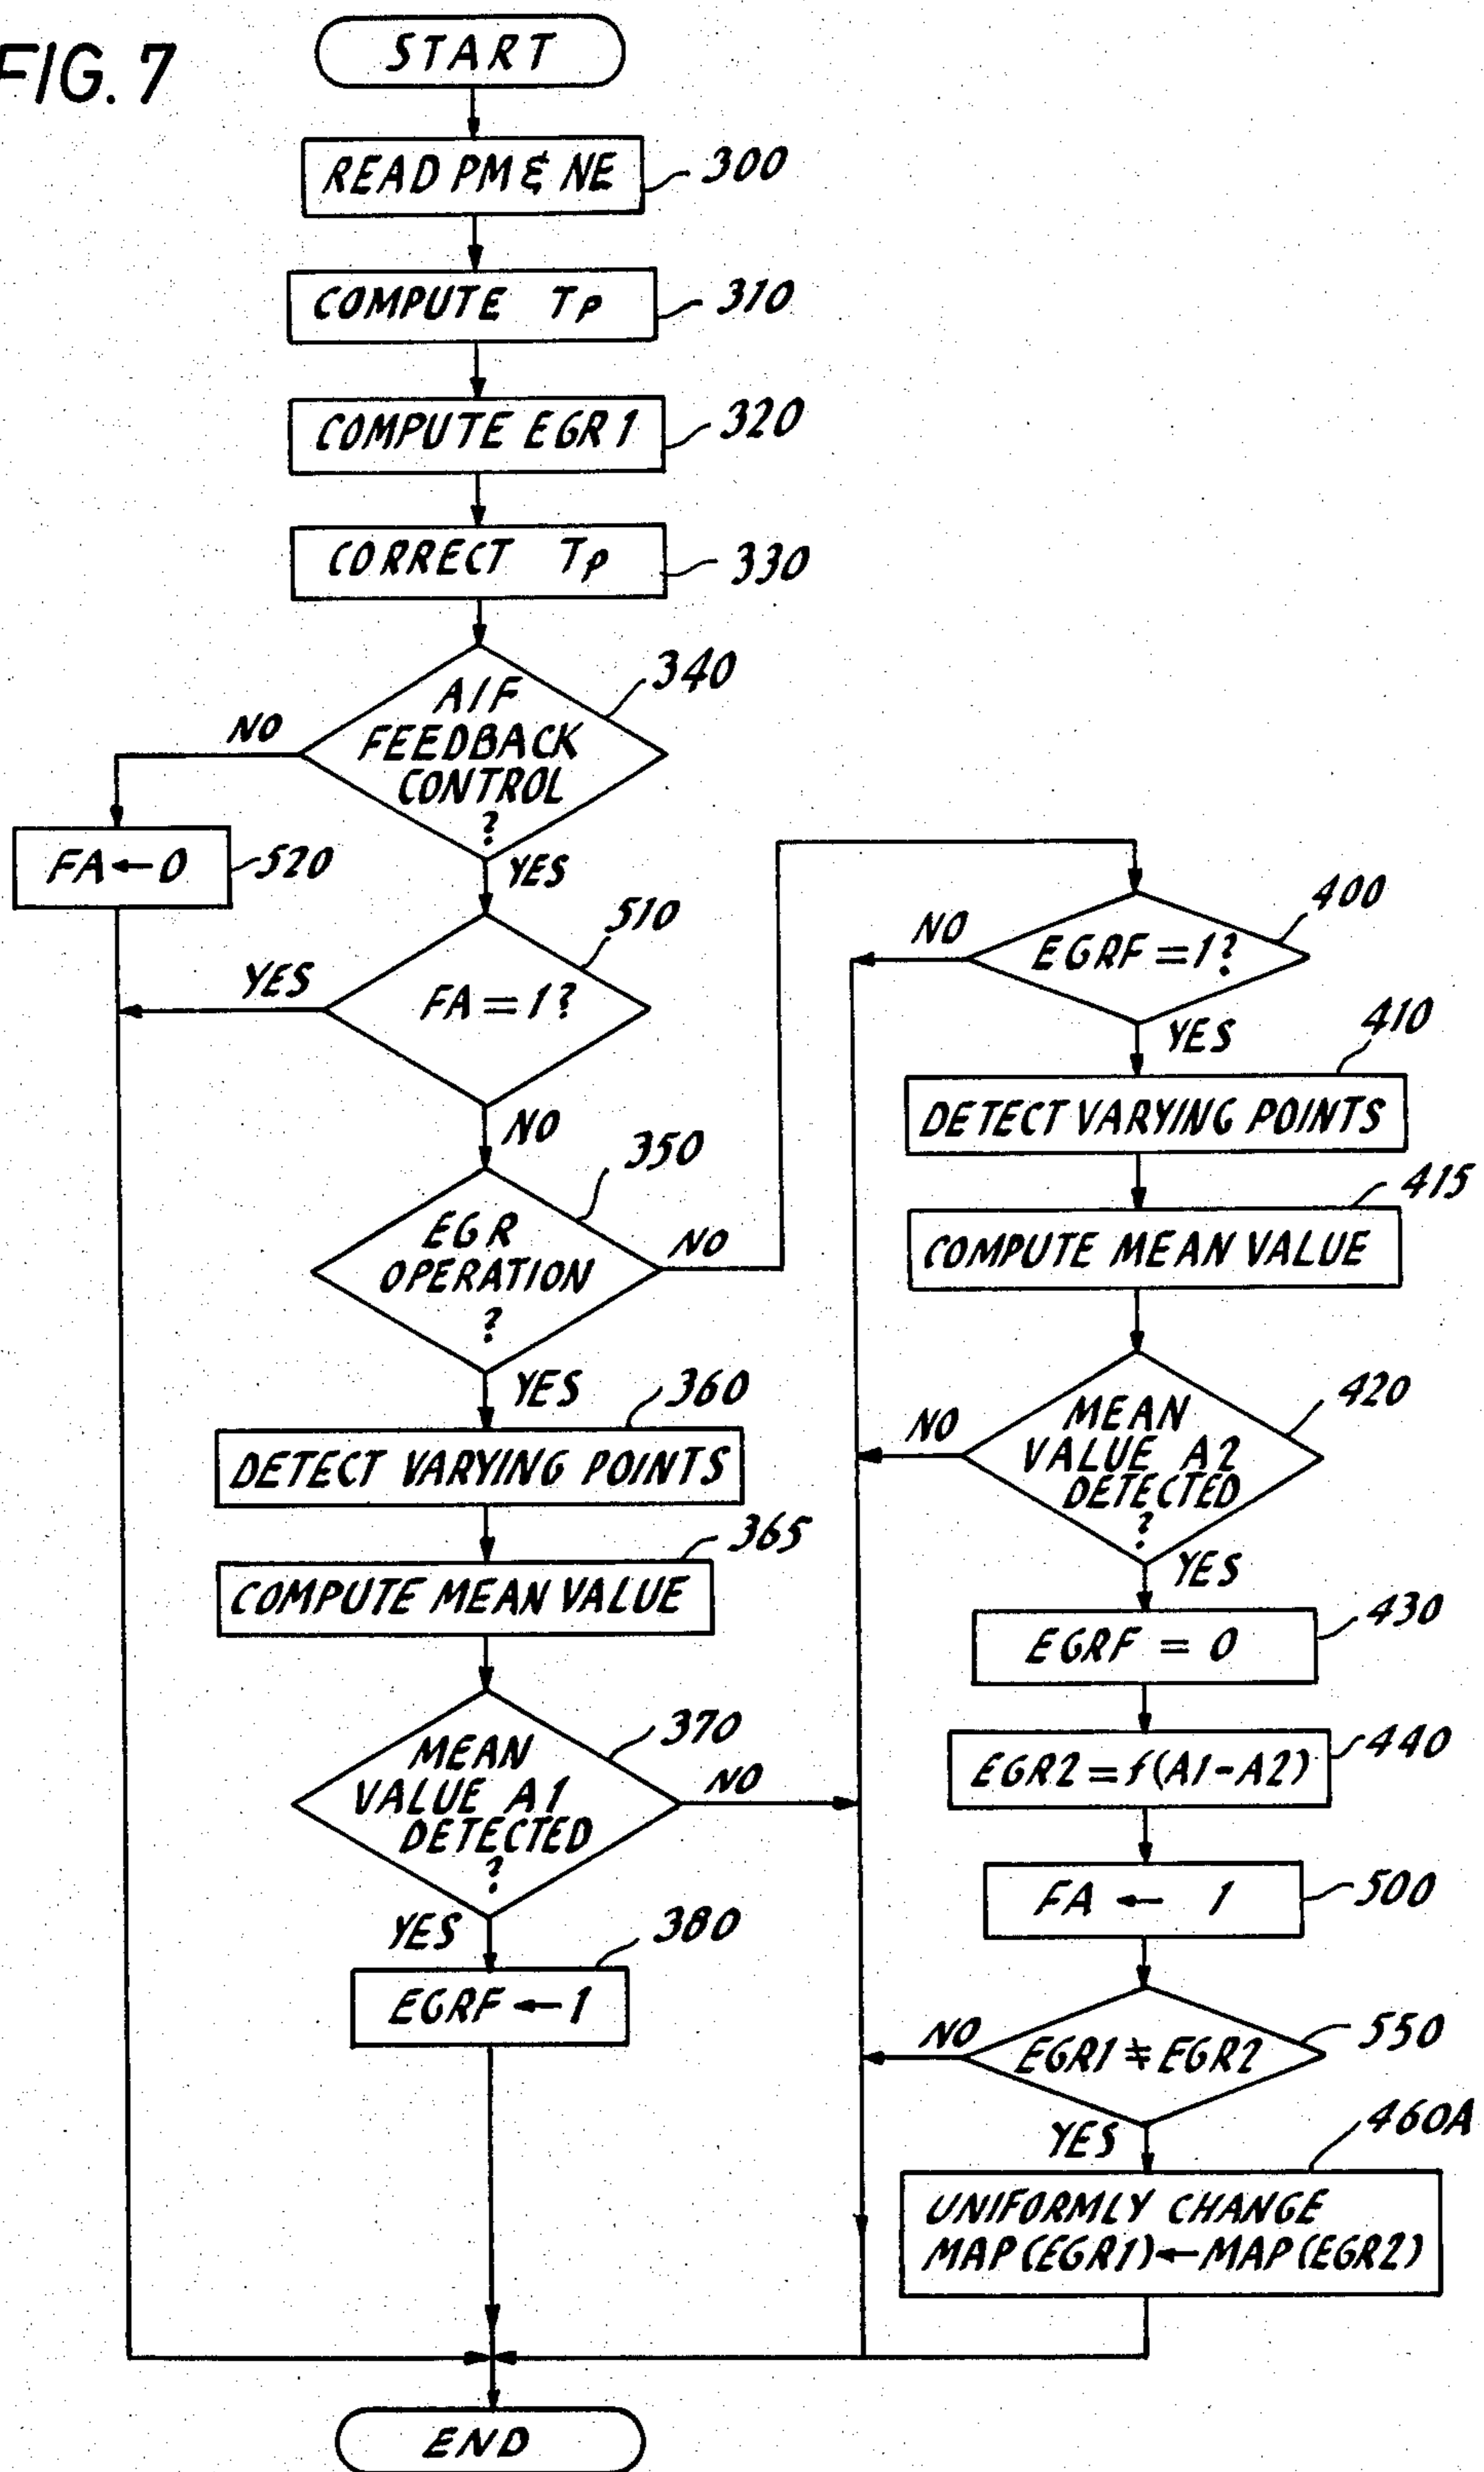 FIG. 7
START
READ PM & NE
300
COMPUTE TP
310
COMPUTE EGR1
320
CORRECT TP
330
A/F
FEEDBACK
CONTROL
?
340
NO
YES
FA←0
520
FA=1?
510
YES
NO
EGR
OPERATION
?
350
NO
YES
DETECT VARYING POINTS
360
COMPUTE MEAN VALUE
365
MEAN
VALUE A1
DETECTED
?
370
NO
YES
EGRF←1
380
EGRF=1?
400
NO
YES
DETECT VARYING POINTS
410
COMPUTE MEAN VALUE
415
MEAN
VALUE A2
DETECTED
?
420
NO
YES
EGRF = 0
430
EGR2=f(A1-A2)
440
FA ← 1
500
EGR1≠EGR2
550
NO
YES
UNIFORMLY CHANGE
MAP(EGR1)←MAP(EGR2)
460A
END